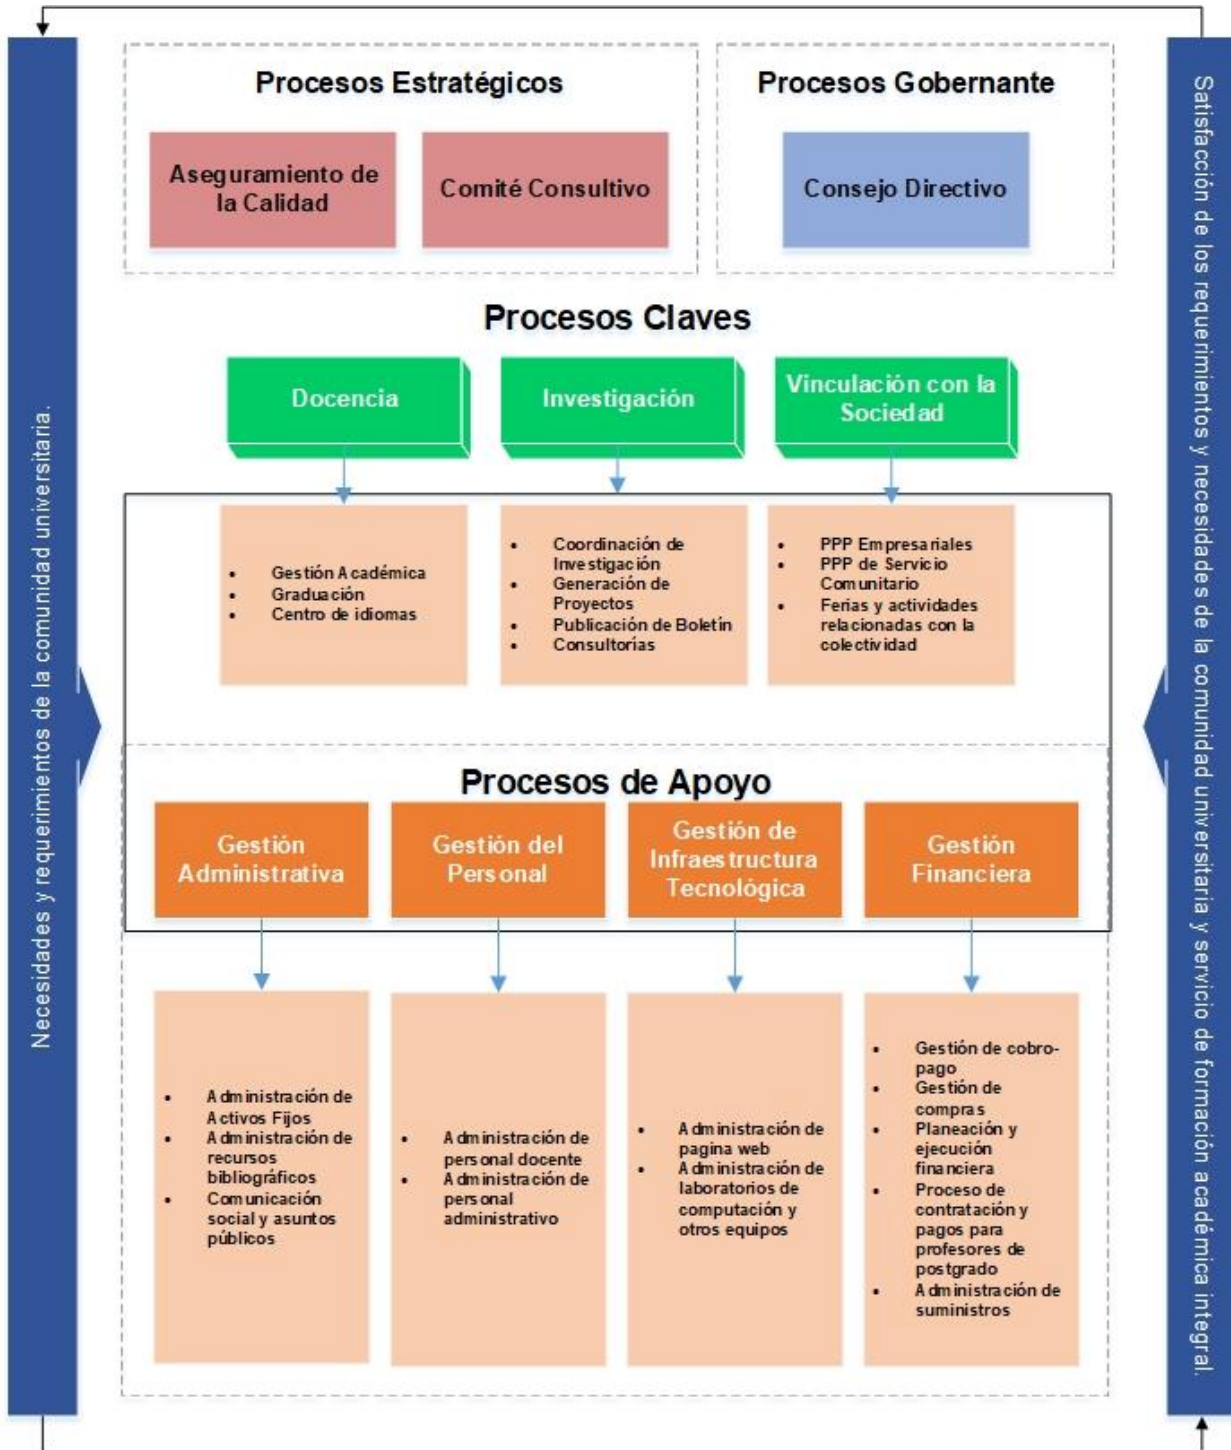 Necesidades y requerimientos de la comunidad universitaria.
Procesos Estratégicos
Aseguramiento de
la Calidad
Comité Consultivo
Procesos Gobernante
Consejo Directivo
Procesos Claves
Docencia
Investigación
Vinculación con la
Sociedad
• Gestión Académica
• Graduación
• Centro de idiomas
• Coordinación de
Investigación
• Generación de
Proyectos
• Publicación de Boletín
• Consultorías
• PPP Empresariales
• PPP de Servicio
Comunitario
• Ferias y actividades
relacionadas con la
colectividad
Procesos de Apoyo
Gestión
Administrativa
Gestión del
Personal
Gestión de
Infraestructura
Tecnológica
Gestión
Financiera
• Administración de
Activos Fijos
• Administración de
recursos
bibliográficos
• Comunicación
social y asuntos
públicos
• Administración de
personal docente
• Administración de
personal
administrativo
• Administración de
pagina web
• Administración de
laboratorios de
computación y
otros equipos
• Gestión de cobro-
pago
• Gestión de
compras
• Planeación y
ejecución
financiera
• Proceso de
contratación y
pagos para
profesores de
postgrado
• Administración de
suministros
Satisfacción de los requerimientos y necesidades de la comunidad universitaria y servicio de formación académica integral.